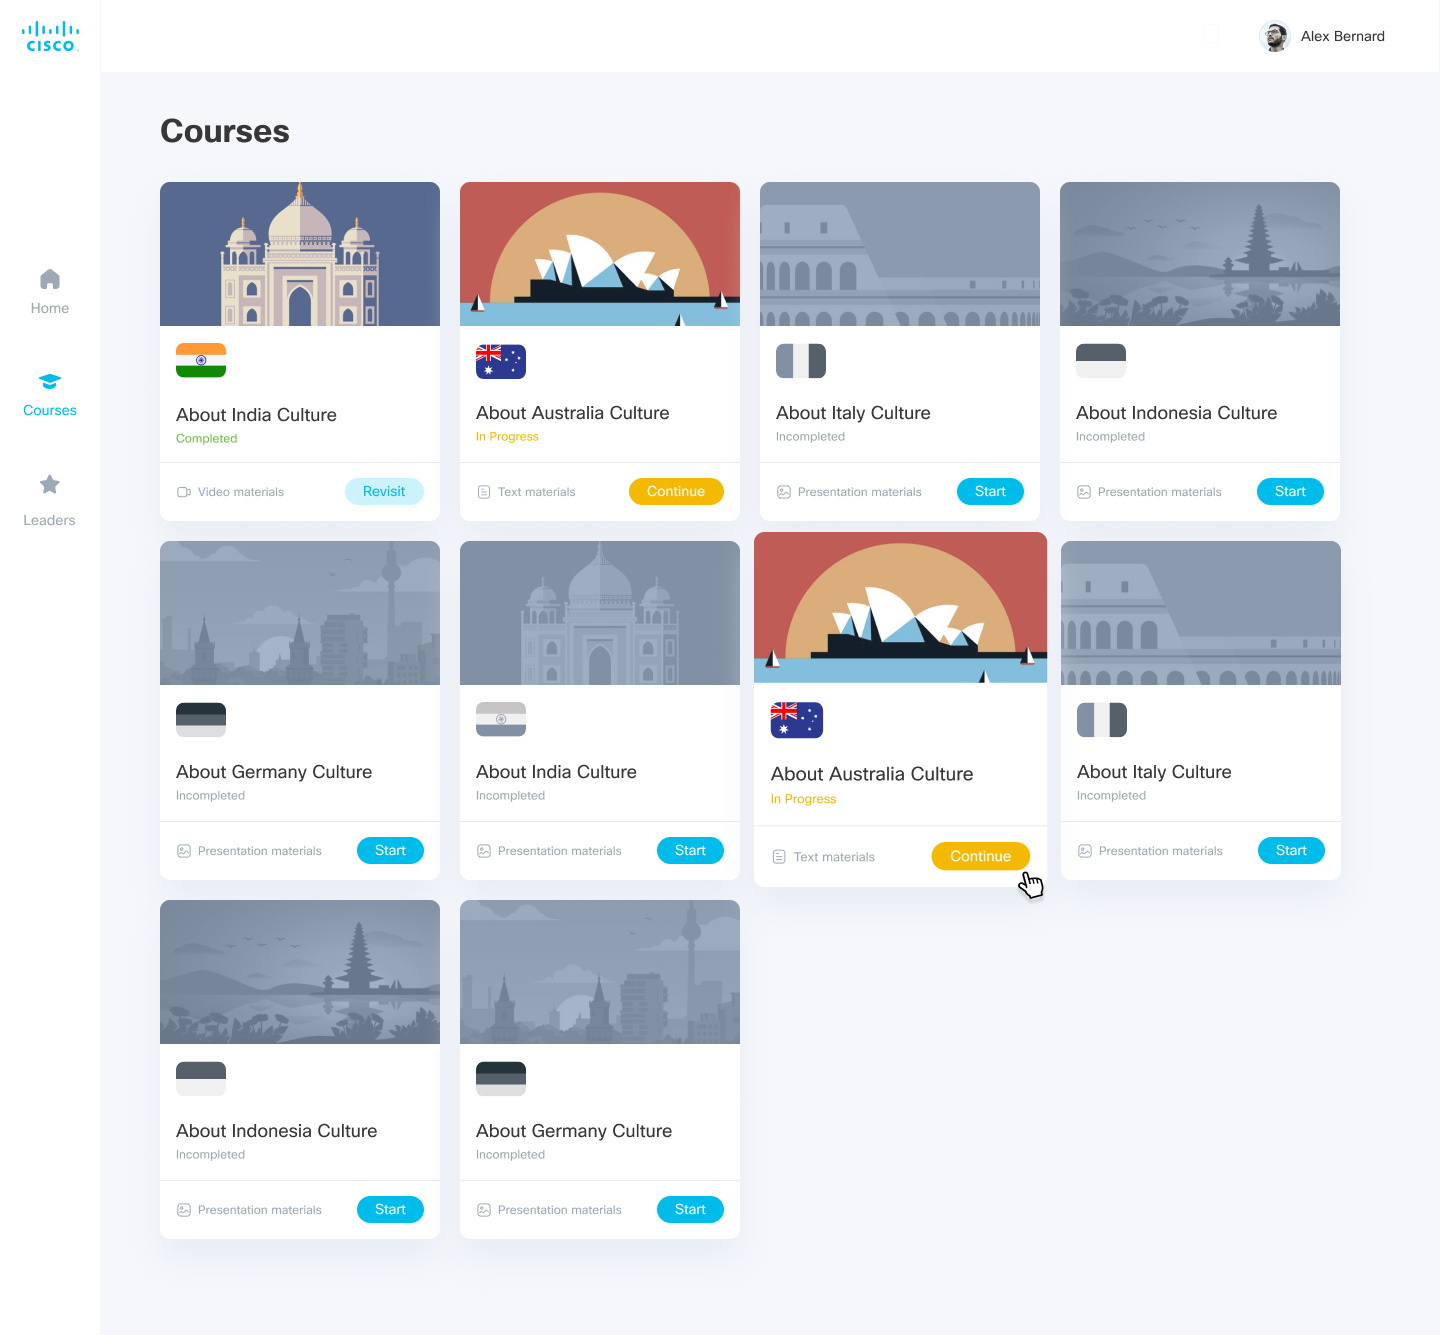 CISCO
Alex Bernard
Home
Courses
Leaders
Courses
About India Culture
Completed
Video materials
Revisit
About Australia Culture
In Progress
Text materials
Continue
About Italy Culture
Incompleted
Presentation materials
Start
About Indonesia Culture
Incompleted
Presentation materials
Start
About Germany Culture
Incompleted
Presentation materials
Start
About India Culture
Incompleted
Presentation materials
Start
About Australia Culture
In Progress
Text materials
Continue
About Italy Culture
Incompleted
Presentation materials
Start
About Indonesia Culture
Incompleted
Presentation materials
Start
About Germany Culture
Incompleted
Presentation materials
Start